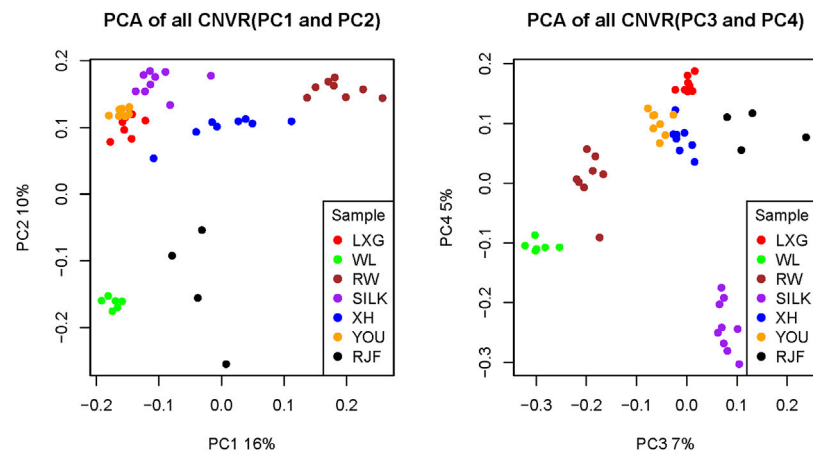 PCA of all CNVR(PC1 and PC2)
PC2 10%
0.2
0.1
0.0
−0.1
−0.2
−0.2
−0.1
0.0
0.1
0.2
PC1 16%
Sample
LXG
WL
RW
SILK
XH
YOU
RJF
PCA of all CNVR(PC3 and PC4)
PC4 5%
0.2
0.1
0.0
−0.1
−0.2
−0.3
−0.3
−0.2
−0.1
0.0
0.1
0.2
PC3 7%
Sample
LXG
WL
RW
SILK
XH
YOU
RJF